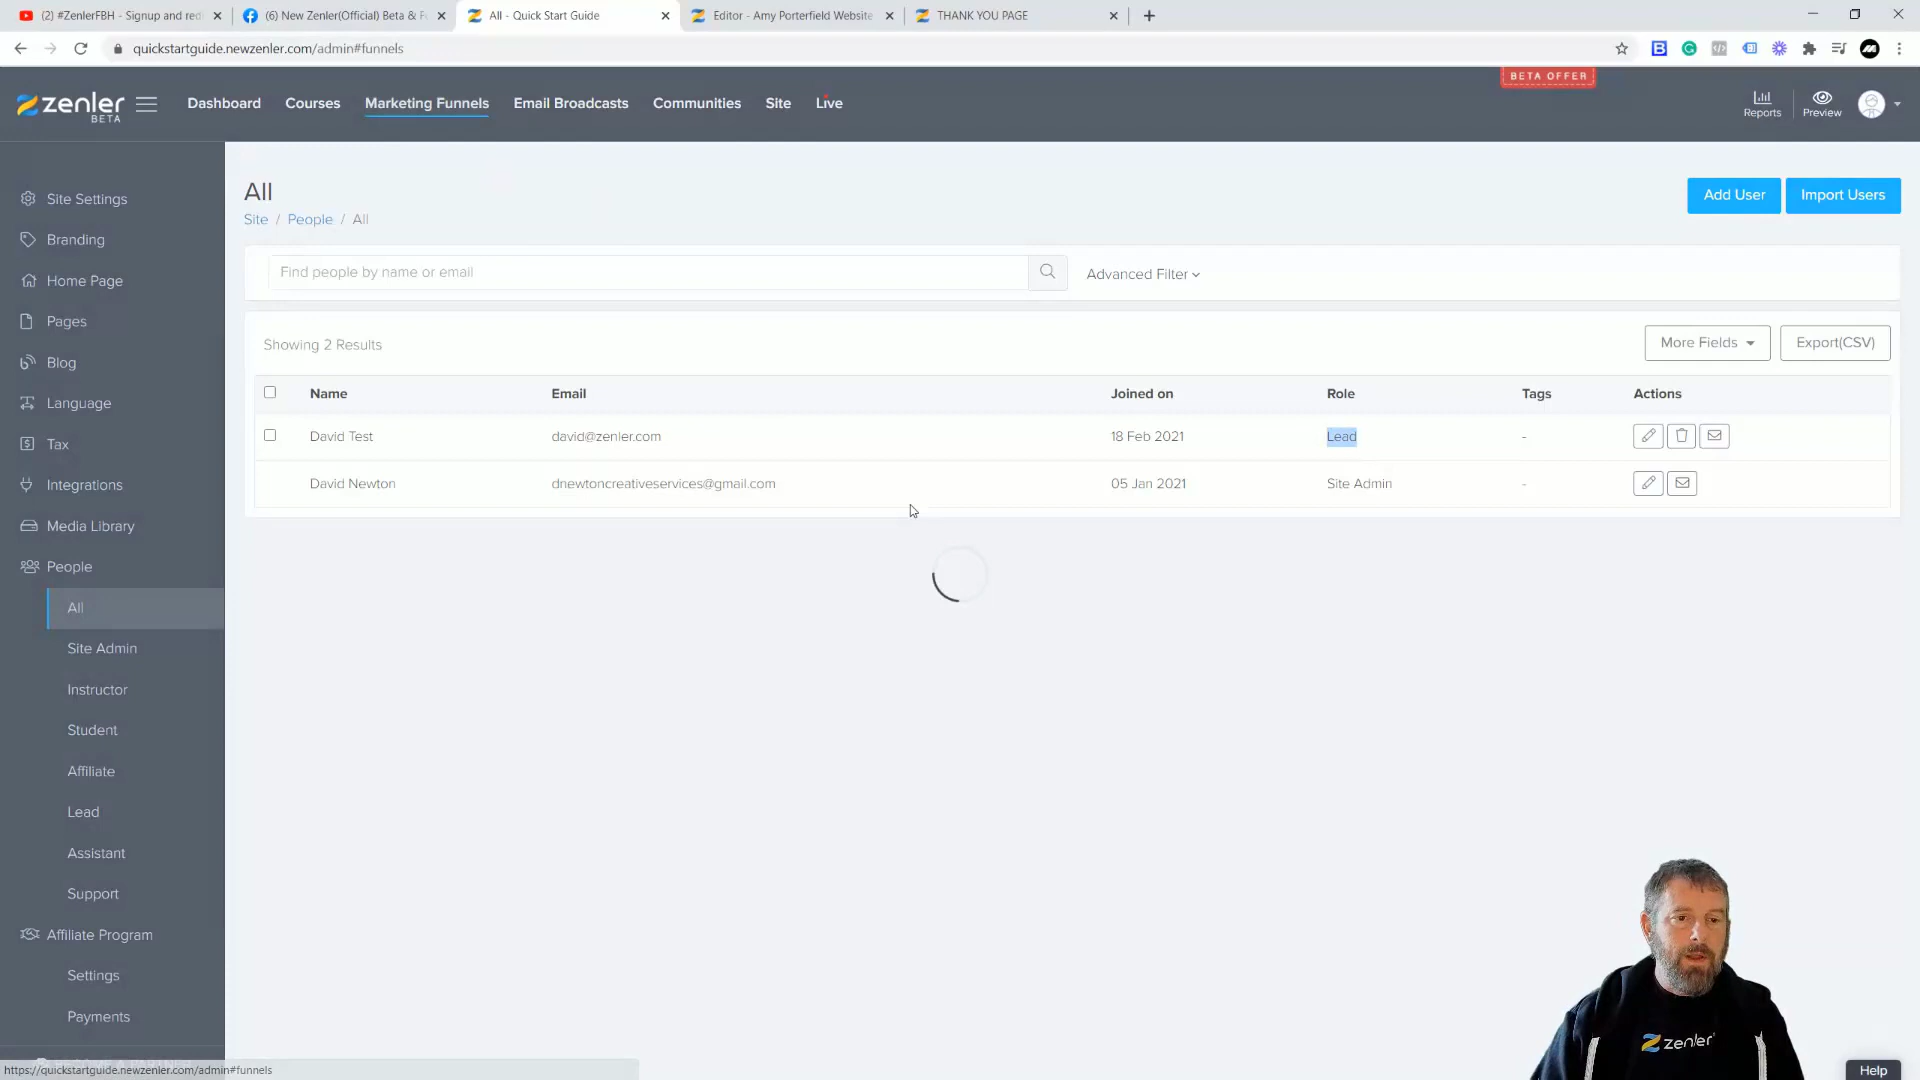 (2) #ZenlerFBH - Signup and red
(6) New Zenler(Official) Beta & F
All - Quick Start Guide
Editor - Amy Porterfield Website
THANK YOU PAGE
quickstartguide.newzenler.com/admin#funnels
BETA OFFER
zenler
BETA
Dashboard
Courses
Marketing Funnels
Email Broadcasts
Communities
Site
Live
Reports
Preview
Site Settings
Branding
Home Page
Pages
Blog
Language
Tax
Integrations
Media Library
People
All
Site Admin
Instructor
Student
Affiliate
Lead
Assistant
Support
Affiliate Program
Settings
Payments
All
Site / People / All
Add User
Import Users
Find people by name or email
Advanced Filter
Showing 2 Results
More Fields
Export(CSV)
Name Email Joined on Role Tags Actions
David Test david@zenler.com 18 Feb 2021 Lead -
David Newton dnewtoncreativeservices@gmail.com 05 Jan 2021 Site Admin -
zenler
https://quickstartguide.newzenler.com/admin#funnels
Help